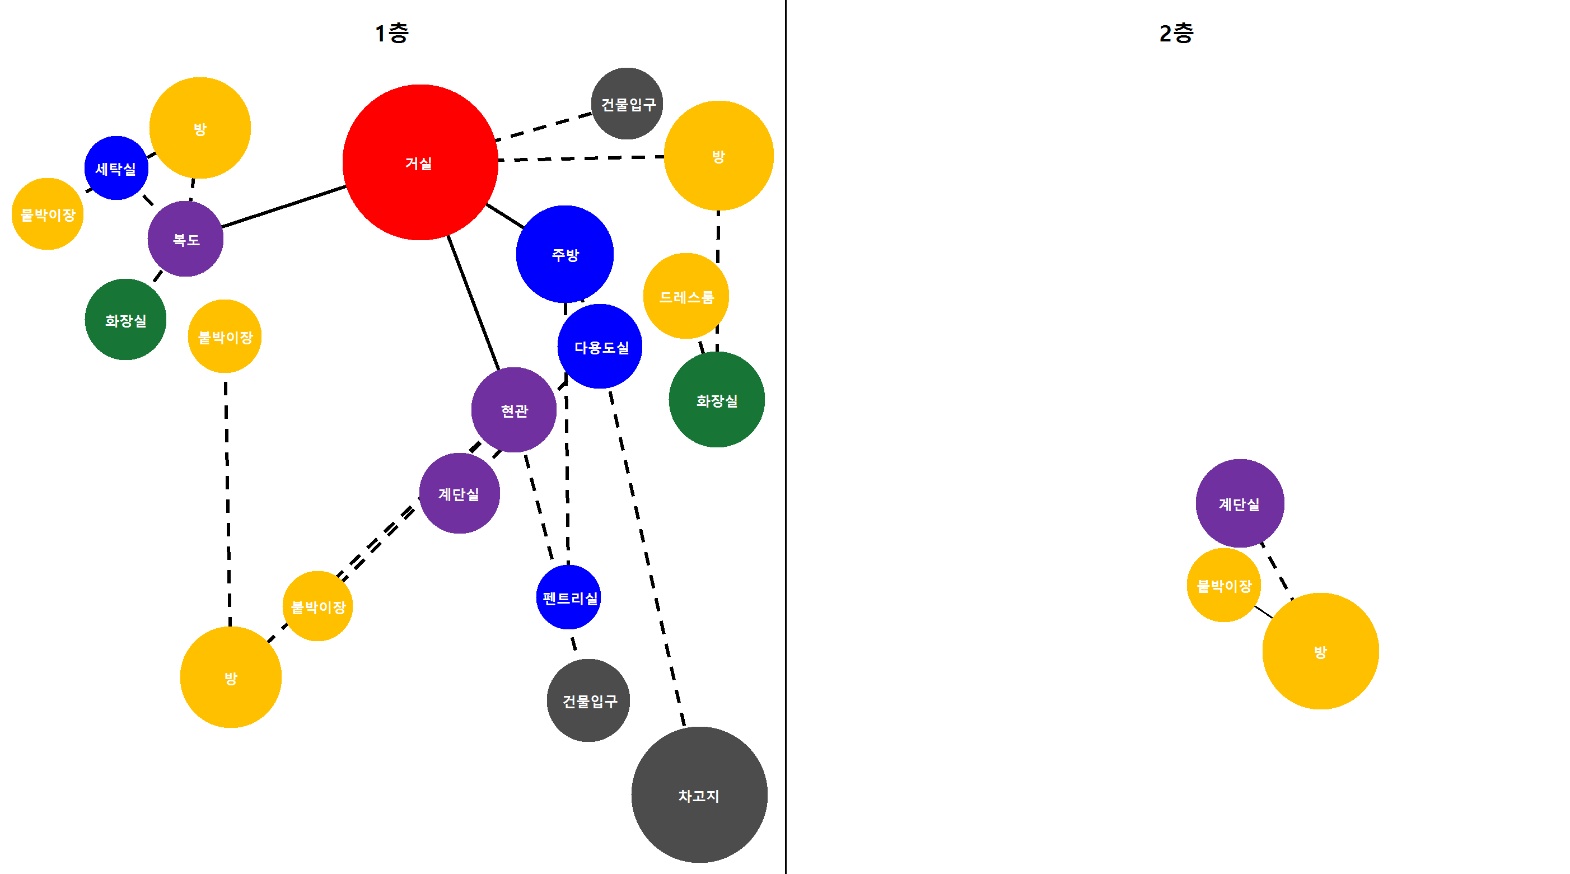 1층
2층
건물입구
방
방
거실
세탁실
붙박이장
복도
주방
드레스룸
화장실
붙박이장
다용도실
화장실
현관
계단실
계단실
붙박이장
펜트리실
붙박이장
방
방
건물입구
차고지